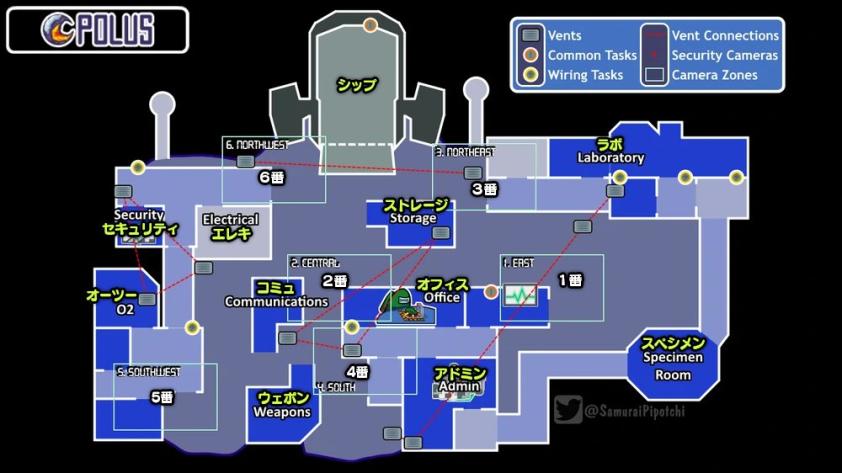 POLUS
Vents
Common Tasks
Wiring Tasks
Vent Connections
Security Cameras
Camera Zones
シップ
6. NORTHWEST
6番
3. NORTHEAST
3番
ラボ
Laboratory
Security
セキュリティ
Electrical
エレキ
ストレージ
Storage
2. CENTRAL
2番
1. EAST
1番
オフィス
Office
オーツー
O2
コミュ
Communications
4番
4. SOUTH
5. SOUTHWEST
5番
ウェポン
Weapons
アドミン
Admin
スペシメン
Specimen
Room
@SamuraiPipotchi